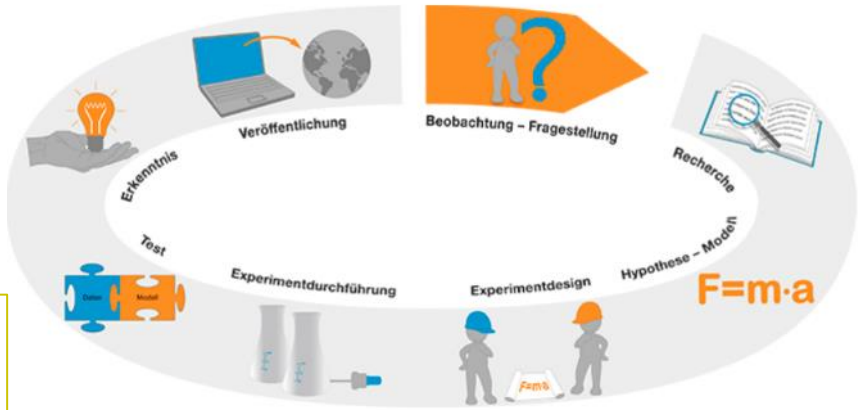 Beobachtung – Fragestellung
Recherche
Hypothese – Modell
F=m·a
Experimentdesign
F=m·a
Experimentdurchführung
Test
Daten
Modell
Erkenntnis
Veröffentlichung